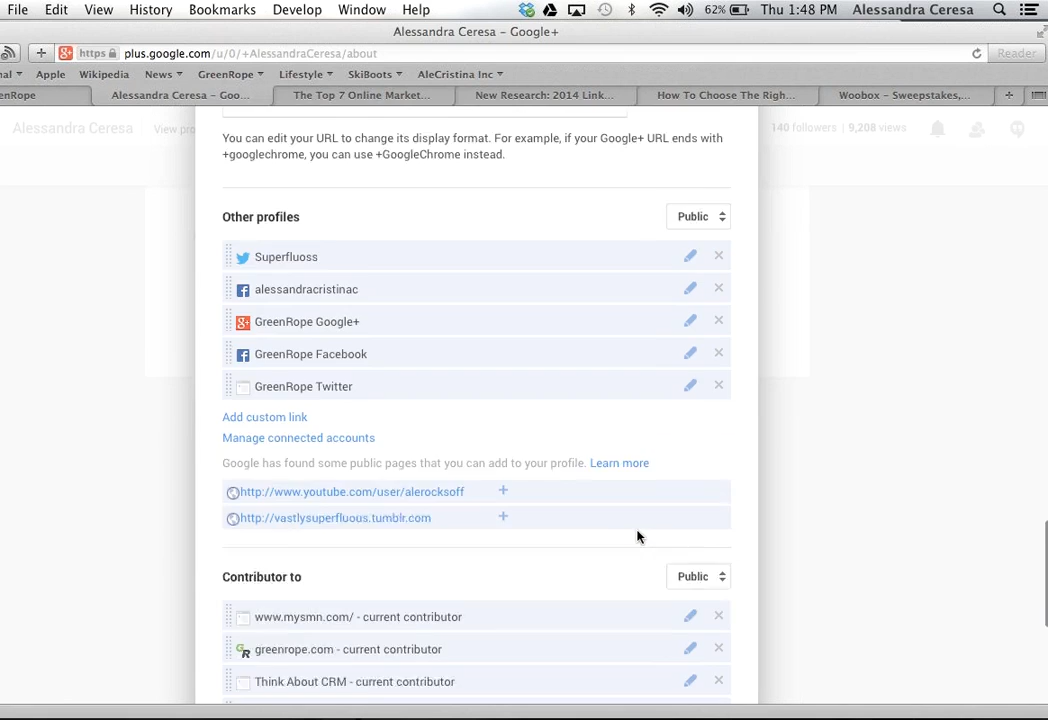 File Edit View History Bookmarks Develop Window Help 62% Thu 1:48 PM Alessandra Ceresa
Alessandra Ceresa – Google+
https plus.google.com/u/0/+AlessandraCeresa/about Reader
Apple Wikipedia News GreenRope Lifestyle SkiBoots AleCristina Inc
Alessandra Ceresa – Goo... The Top 7 Online Market... New Research: 2014 Link... How To Choose The Righ... Woobox – Sweepstakes,...
Alessandra Ceresa 140 followers | 9,208 views
You can edit your URL to change its display format. For example, if your Google+ URL ends with
+googlechrome, you can use +GoogleChrome instead.
Other profiles Public
Superfluoss
alessandracristinac
GreenRope Google+
GreenRope Facebook
GreenRope Twitter
Add custom link
Manage connected accounts
Google has found some public pages that you can add to your profile. Learn more
http://www.youtube.com/user/alerocksoff +
http://vastlysuperfluous.tumblr.com +
Contributor to Public
www.mysmn.com/ - current contributor
greenrope.com - current contributor
Think About CRM - current contributor